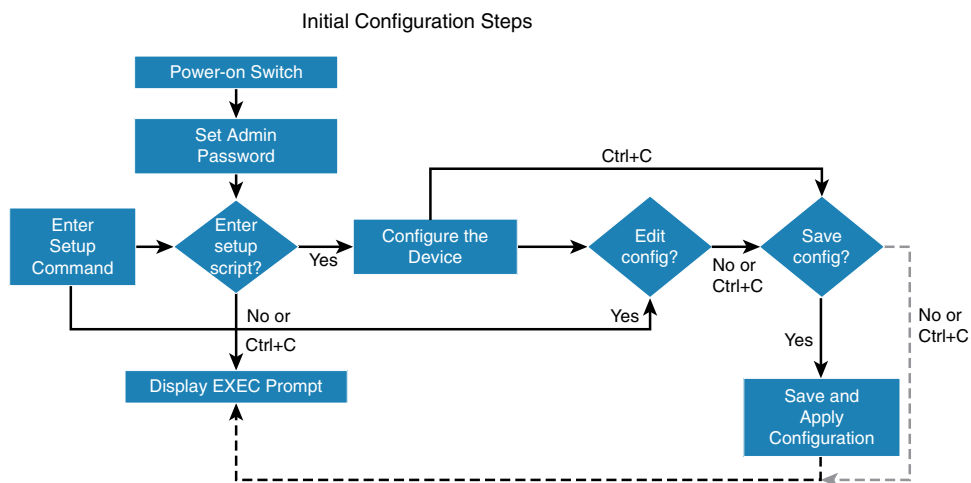 Initial Configuration Steps
Power-on Switch
Set Admin
Password
Ctrl+C
Enter
Setup
Command
Enter
setup
script?
Yes
Configure the
Device
Edit
config?
No or
Ctrl+C
Save
config?
No or
Ctrl+C
Yes
No or
Ctrl+C
Yes
Display EXEC Prompt
Save and
Apply
Configuration